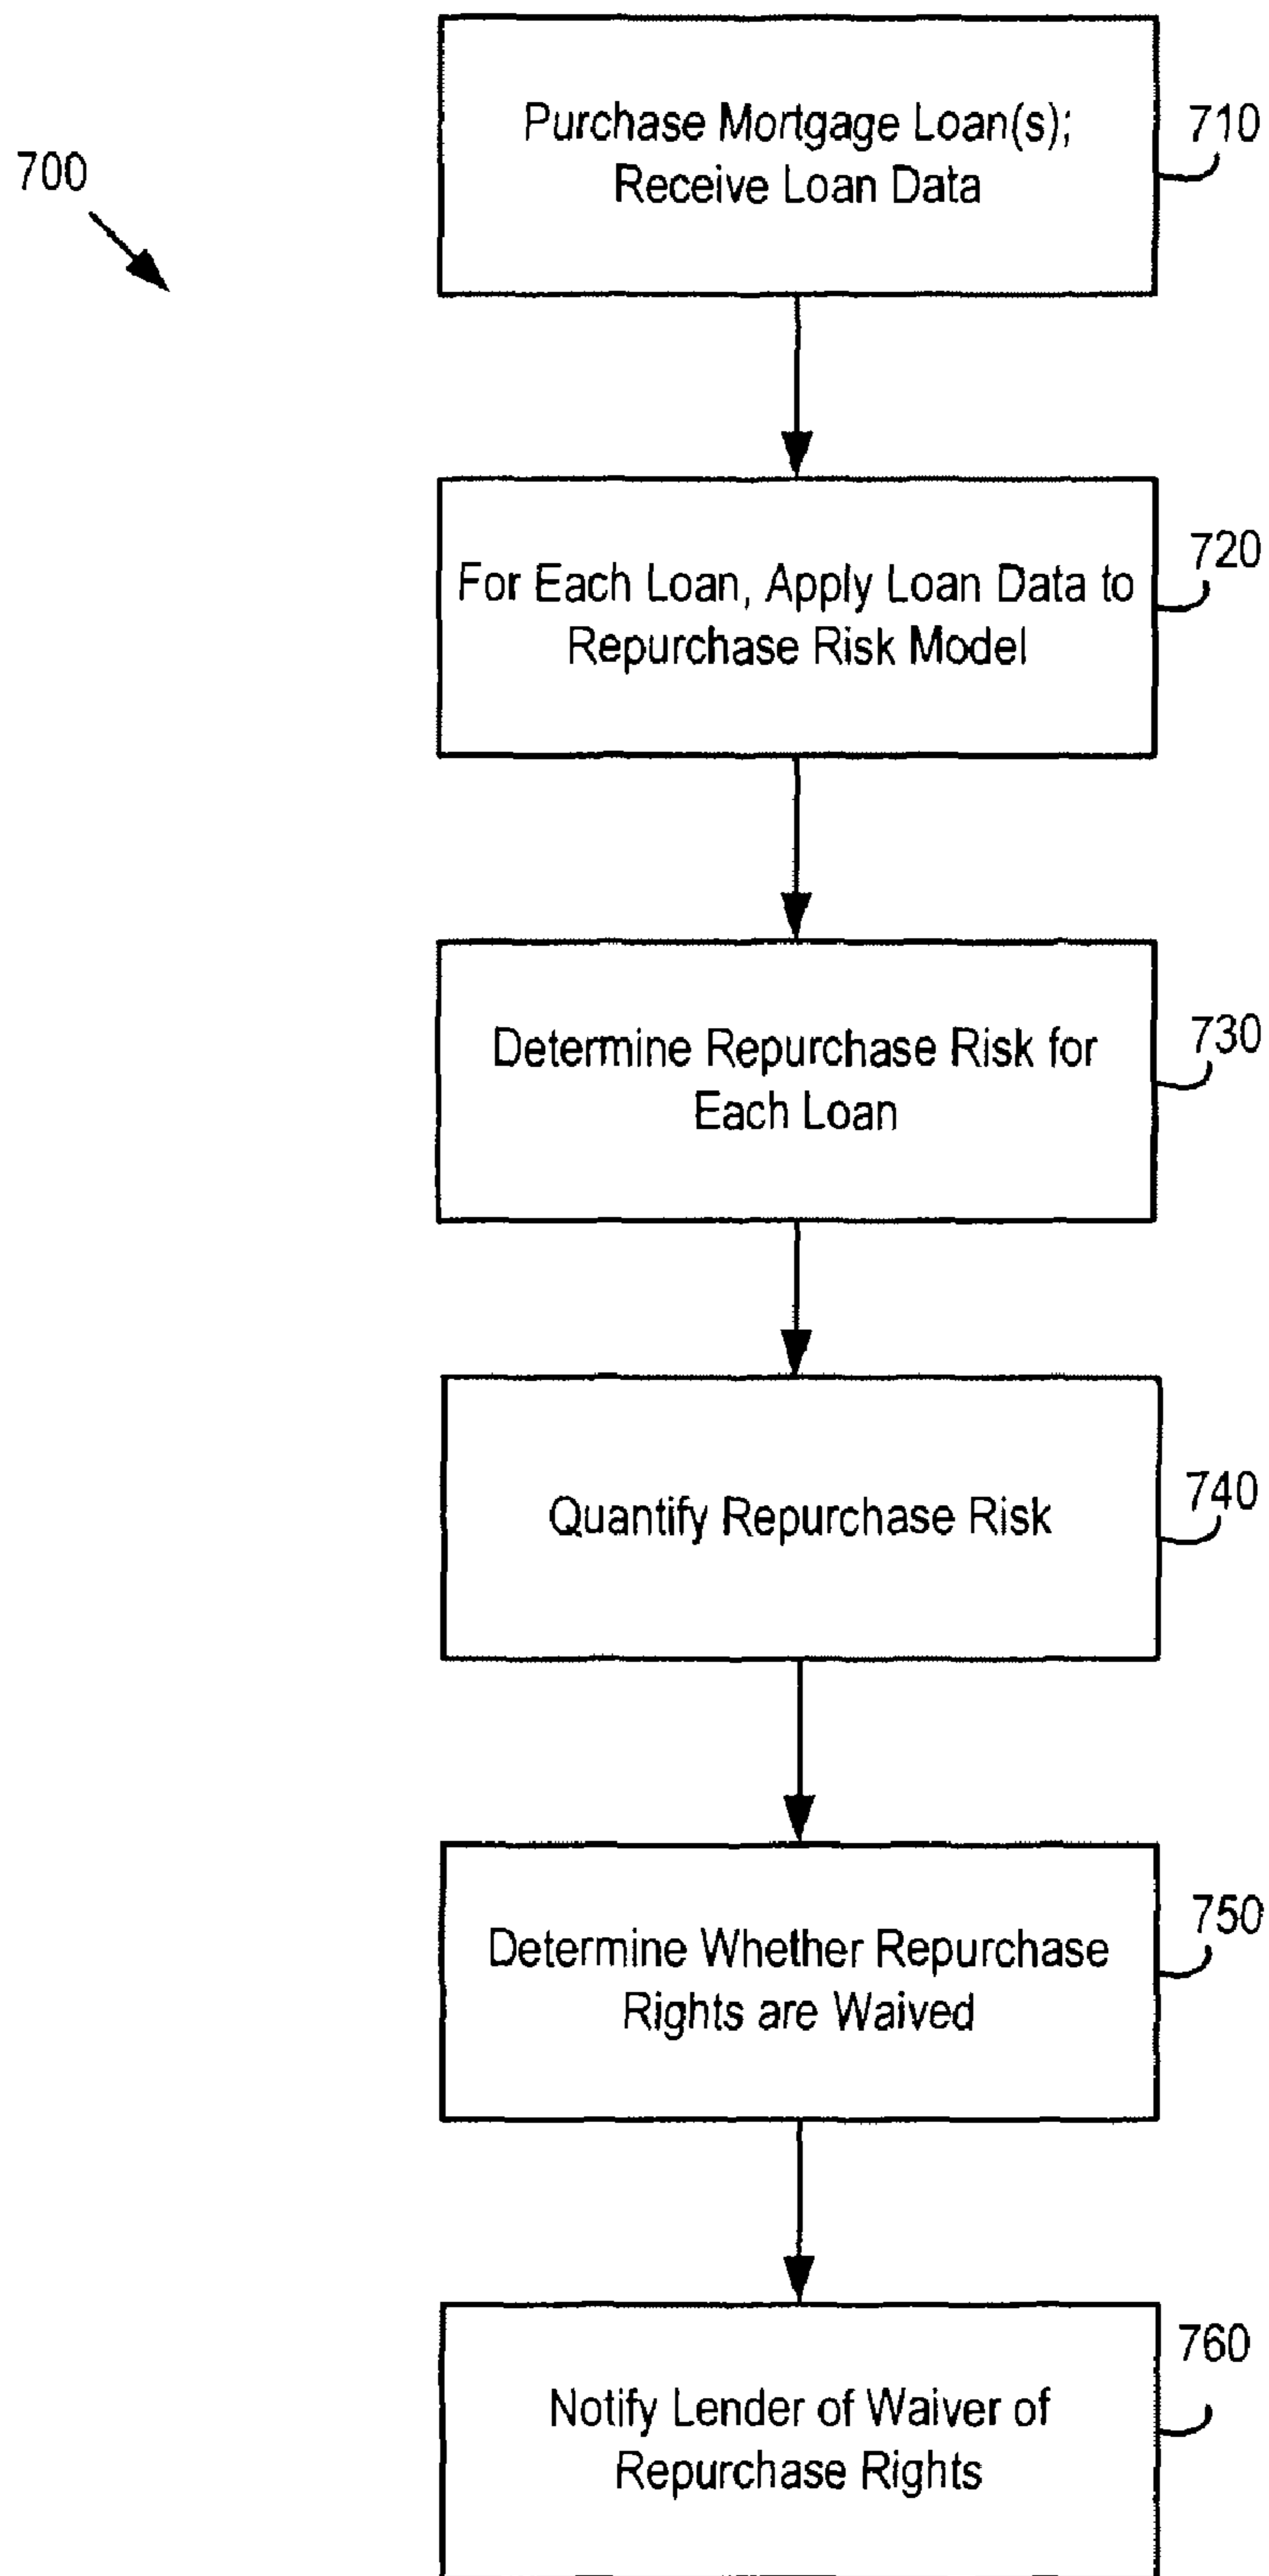 Purchase Mortgage Loan(s);
Receive Loan Data
710
700
For Each Loan, Apply Loan Data to
Repurchase Risk Model
720
Determine Repurchase Risk for
Each Loan
730
Quantify Repurchase Risk
740
Determine Whether Repurchase
Rights are Waived
750
Notify Lender of Waiver of
Repurchase Rights
760